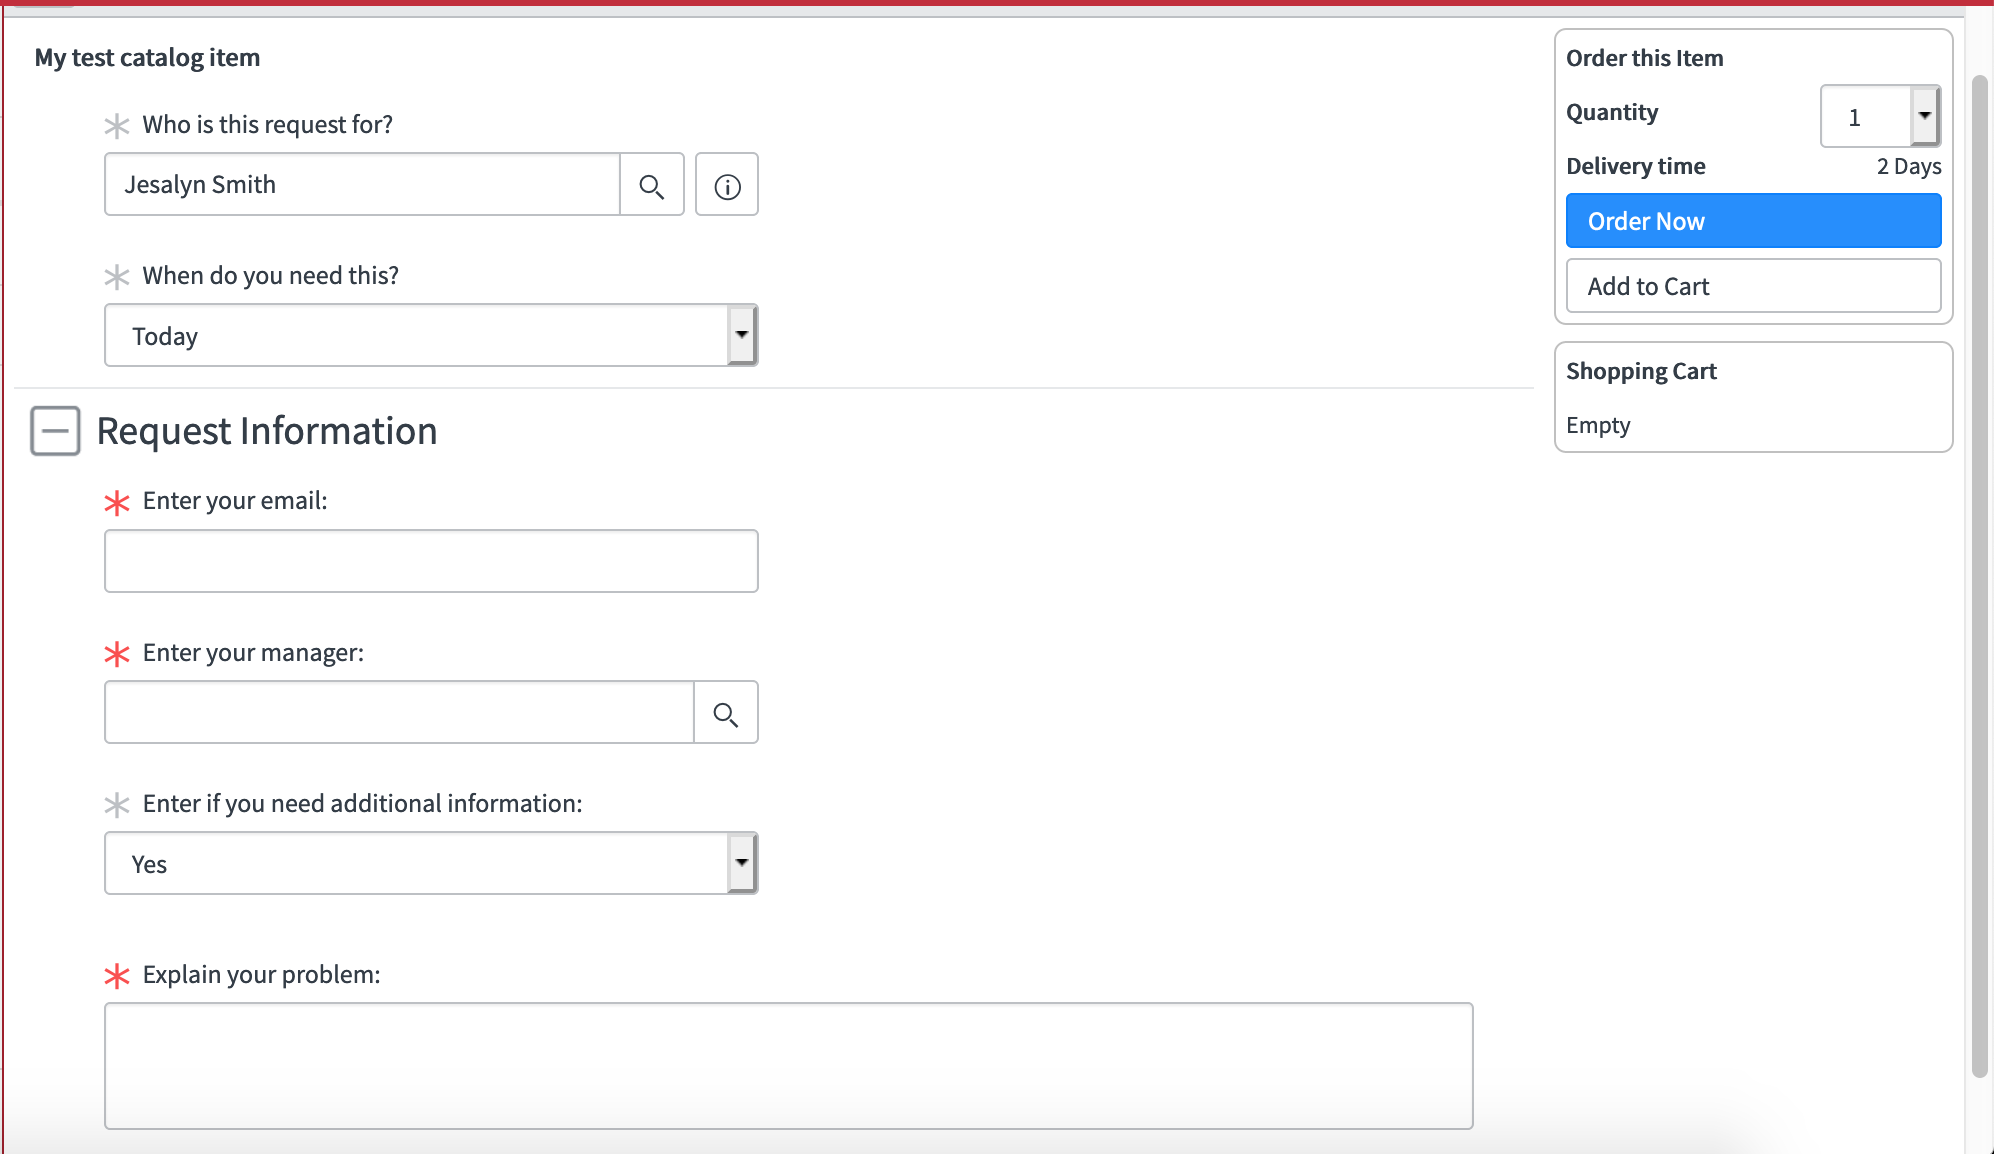 My test catalog item
Who is this request for?
Jesalyn Smith
When do you need this?
Today
Request Information
Enter your email:
Enter your manager:
Enter if you need additional information:
Yes
Explain your problem:
Order this Item
Quantity 1
Delivery time 2 Days
Order Now
Add to Cart
Shopping Cart
Empty